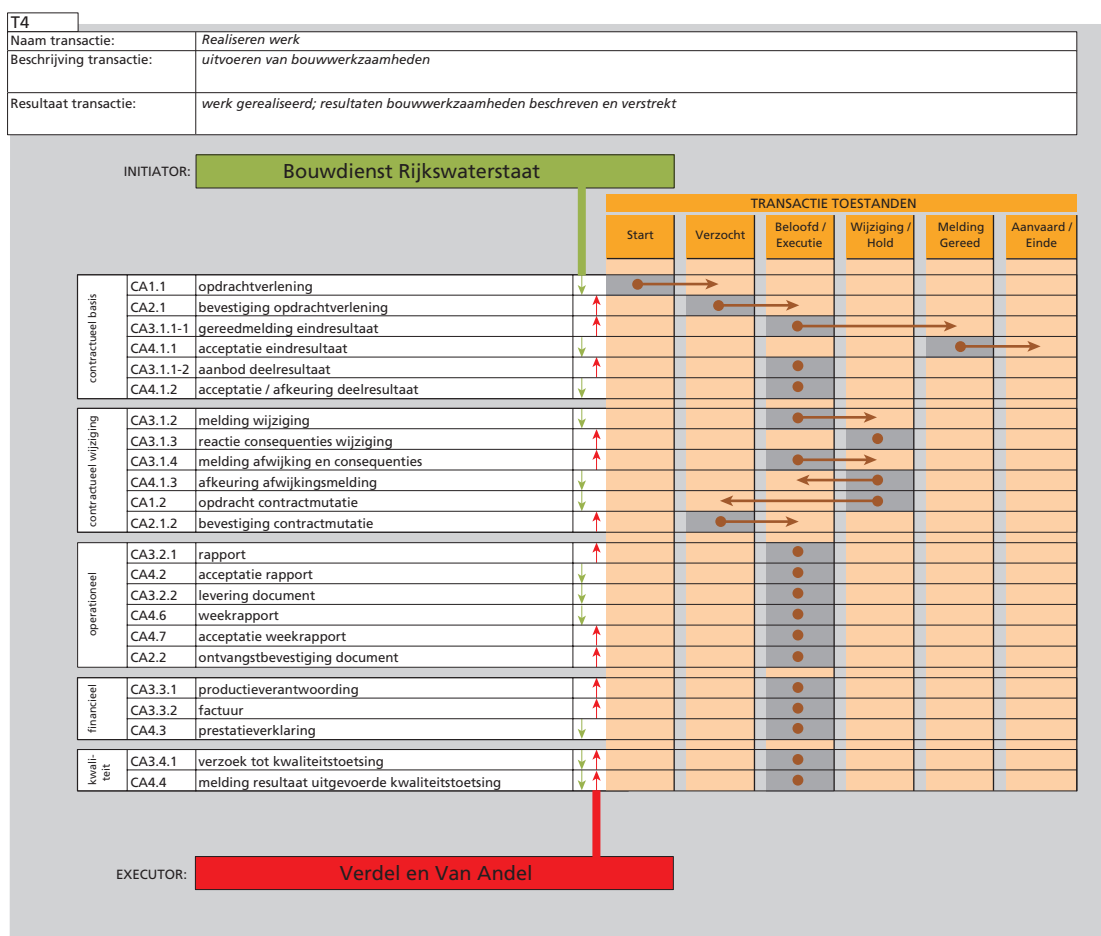 T4
Naam transactie: Realiseren werk
Beschrijving transactie: uitvoeren van bouwwerkzaamheden
Resultaat transactie: werk gerealiseerd; resultaten bouwwerkzaamheden beschreven en verstrekt
INITIATOR: Bouwdienst Rijkswaterstaat
TRANSACTIE TOESTANDEN
Start
Verzocht
Beloofd /
Executie
Wijziging /
Hold
Melding
Gereed
Aanvaard /
Einde
contractueel basis
CA1.1 opdrachtverlening
CA2.1 bevestiging opdrachtverlening
CA3.1.1-1 gereedmelding eindresultaat
CA4.1.1 acceptatie eindresultaat
CA3.1.1-2 aanbod deelresultaat
CA4.1.2 acceptatie / afkeuring deelresultaat
contractueel wijziging
CA3.1.2 melding wijziging
CA3.1.3 reactie consequenties wijziging
CA3.1.4 melding afwijking en consequenties
CA4.1.3 afkeuring afwijkingsmelding
CA1.2 opdracht contractmutatie
CA2.1.2 bevestiging contractmutatie
operationeel
CA3.2.1 rapport
CA4.2 acceptatie rapport
CA3.2.2 levering document
CA4.6 weekrapport
CA4.7 acceptatie weekrapport
CA2.2 ontvangstbevestiging document
financieel
CA3.3.1 productieverantwoording
CA3.3.2 factuur
CA4.3 prestatieverklaring
kwali-
teit
CA3.4.1 verzoek tot kwaliteitstoetsing
CA4.4 melding resultaat uitgevoerde kwaliteitstoetsing
EXECUTOR: Verdel en Van Andel